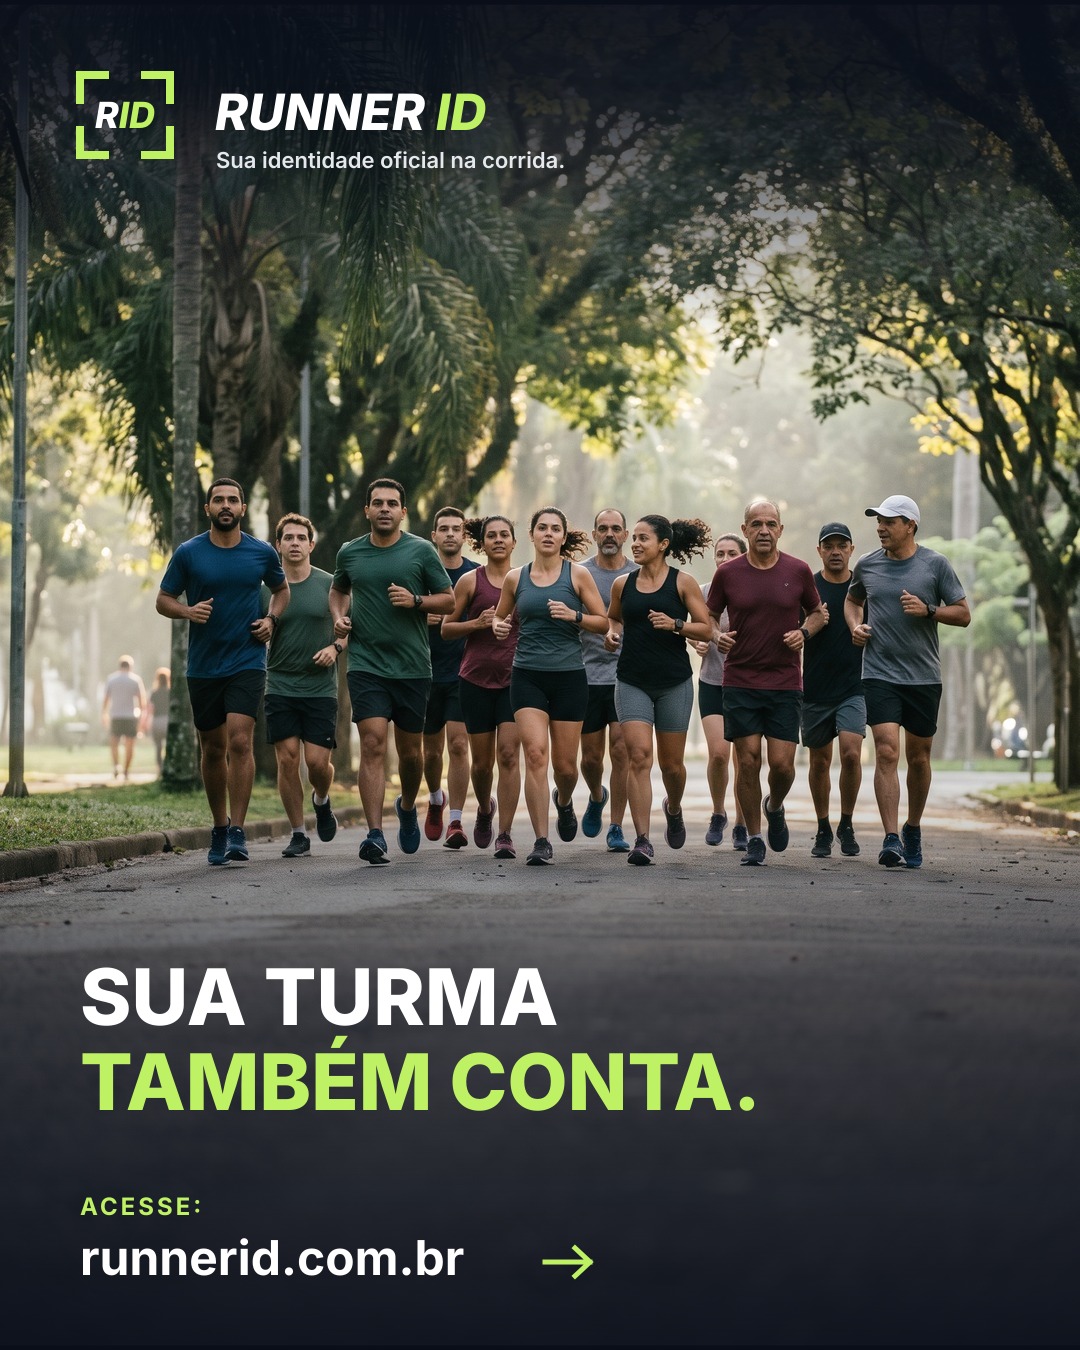 RID
RUNNER ID
Sua identidade oficial na corrida.
SUA TURMA
TAMBÉM CONTA.
ACESSE:
runnerid.com.br